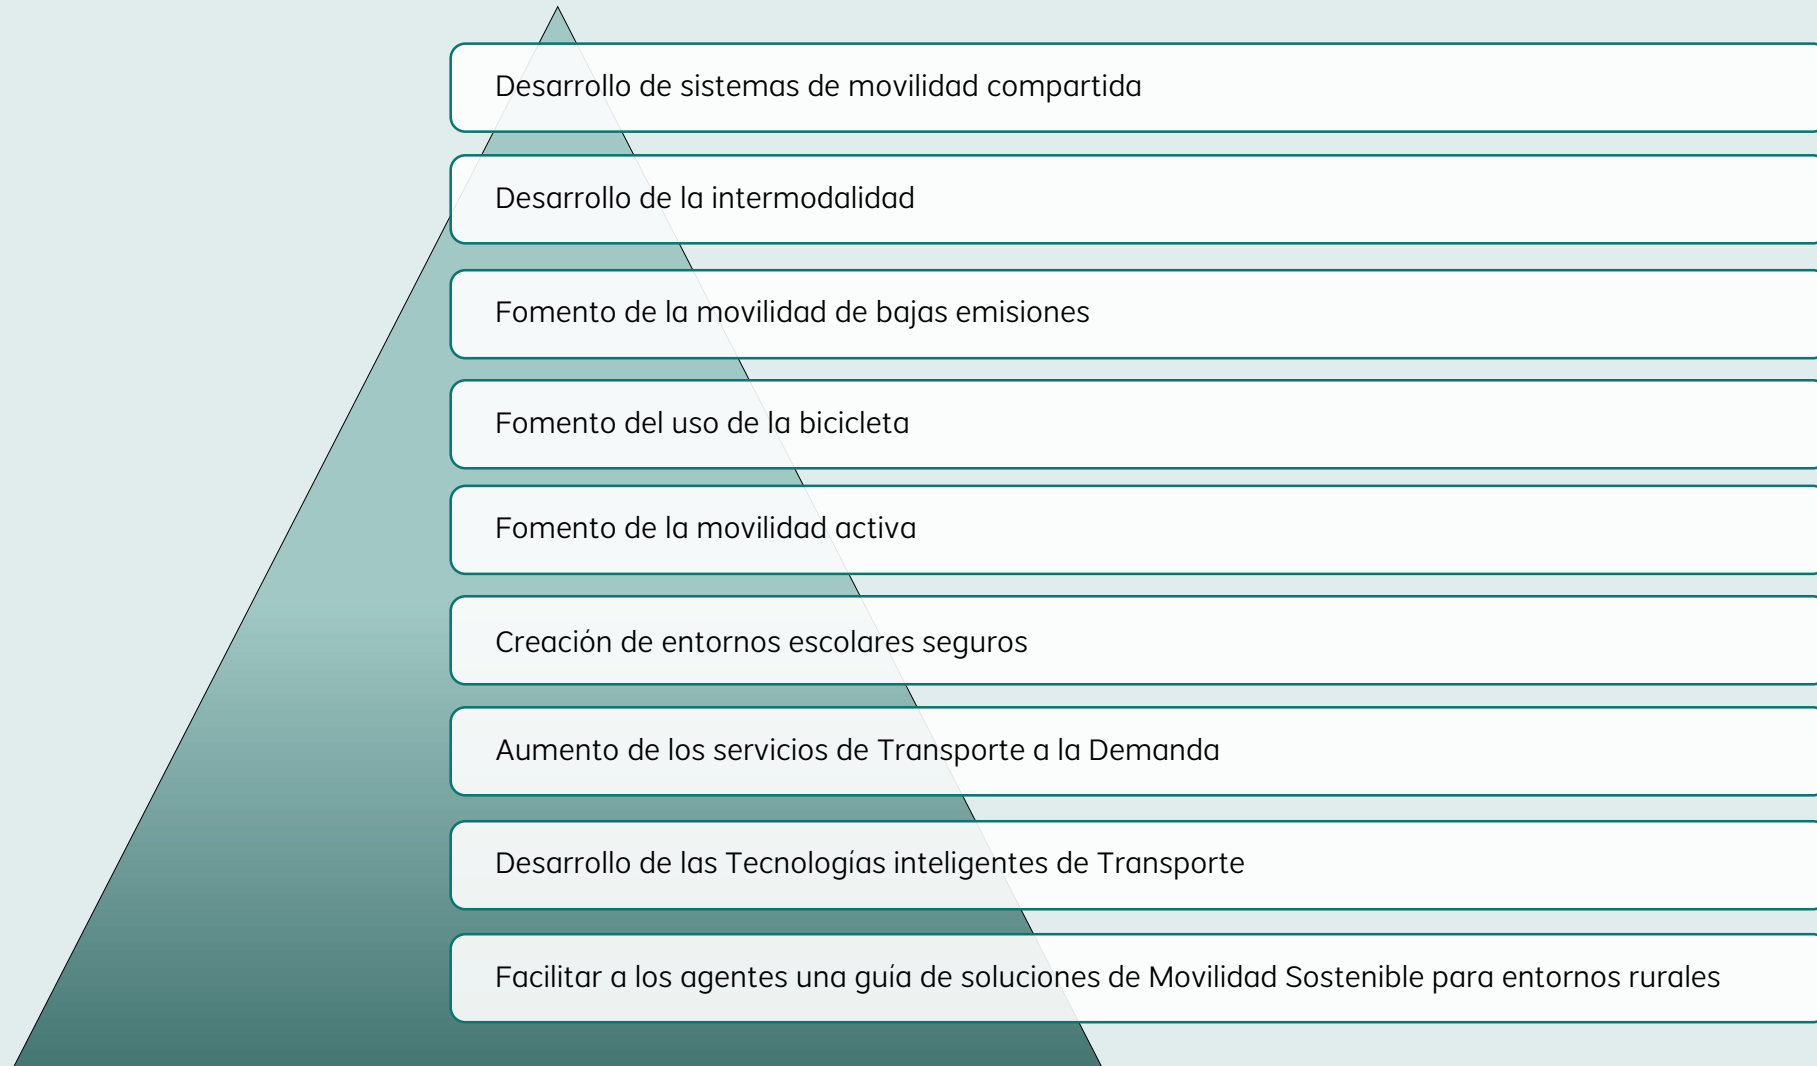 Desarrollo de sistemas de movilidad compartida
Desarrollo de la intermodalidad
Fomento de la movilidad de bajas emisiones
Fomento del uso de la bicicleta
Fomento de la movilidad activa
Creación de entornos escolares seguros
Aumento de los servicios de Transporte a la Demanda
Desarrollo de las Tecnologías inteligentes de Transporte
Facilitar a los agentes una guía de soluciones de Movilidad Sostenible para entornos rurales